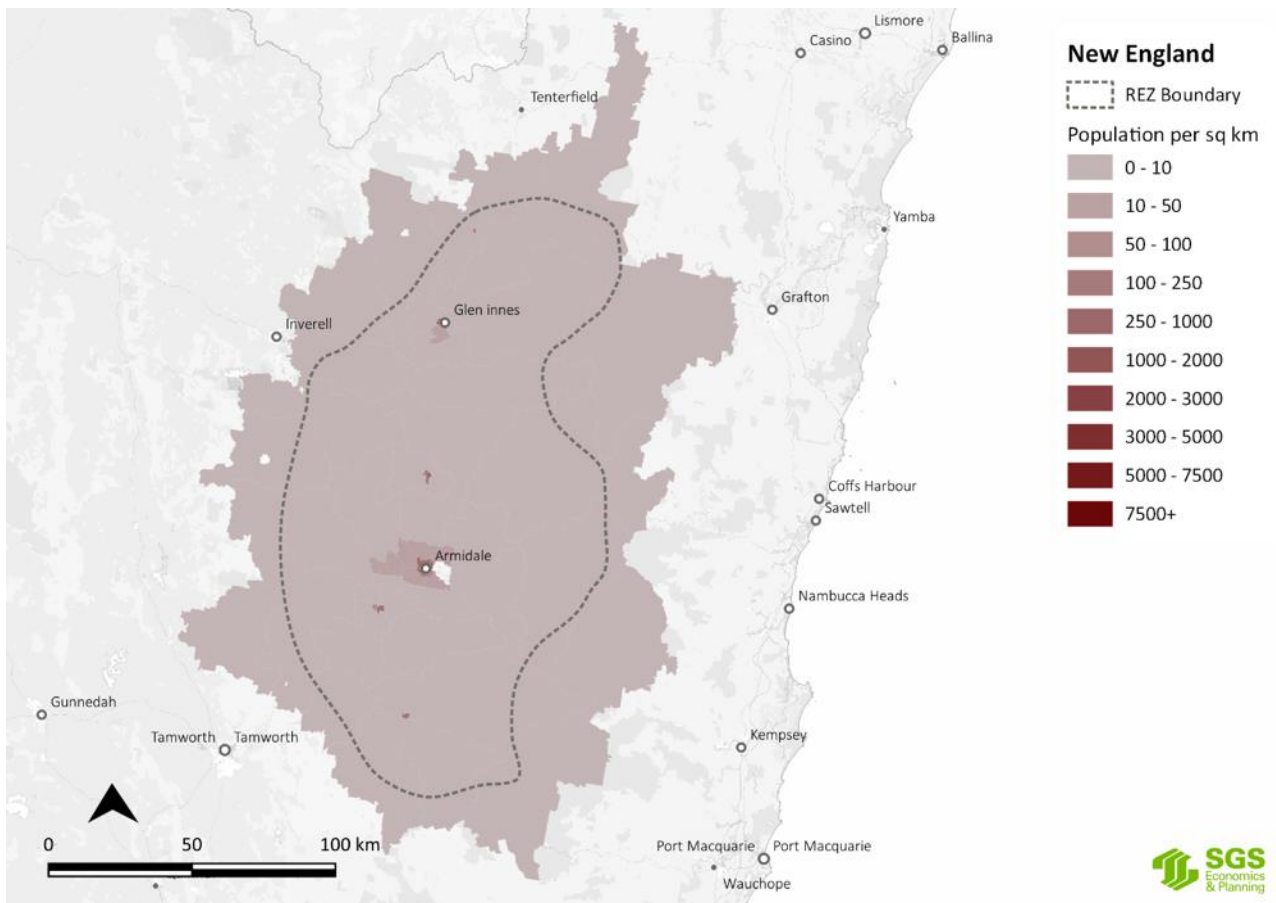 Lismore
Casino
Ballina
Tenterfield
Yamba
Grafton
Glen innes
Inverell
Coffs Harbour
Sawtell
Armidale
Nambucca Heads
Gunnedah
Tamworth Tamworth
Kempsey
Port Macquarie Port Macquarie
Wauchope
0 50 100 km
New England
REZ Boundary
Population per sq km
0 - 10
10 - 50
50 - 100
100 - 250
250 - 1000
1000 - 2000
2000 - 3000
3000 - 5000
5000 - 7500
7500+
SGS
Economics
& Planning